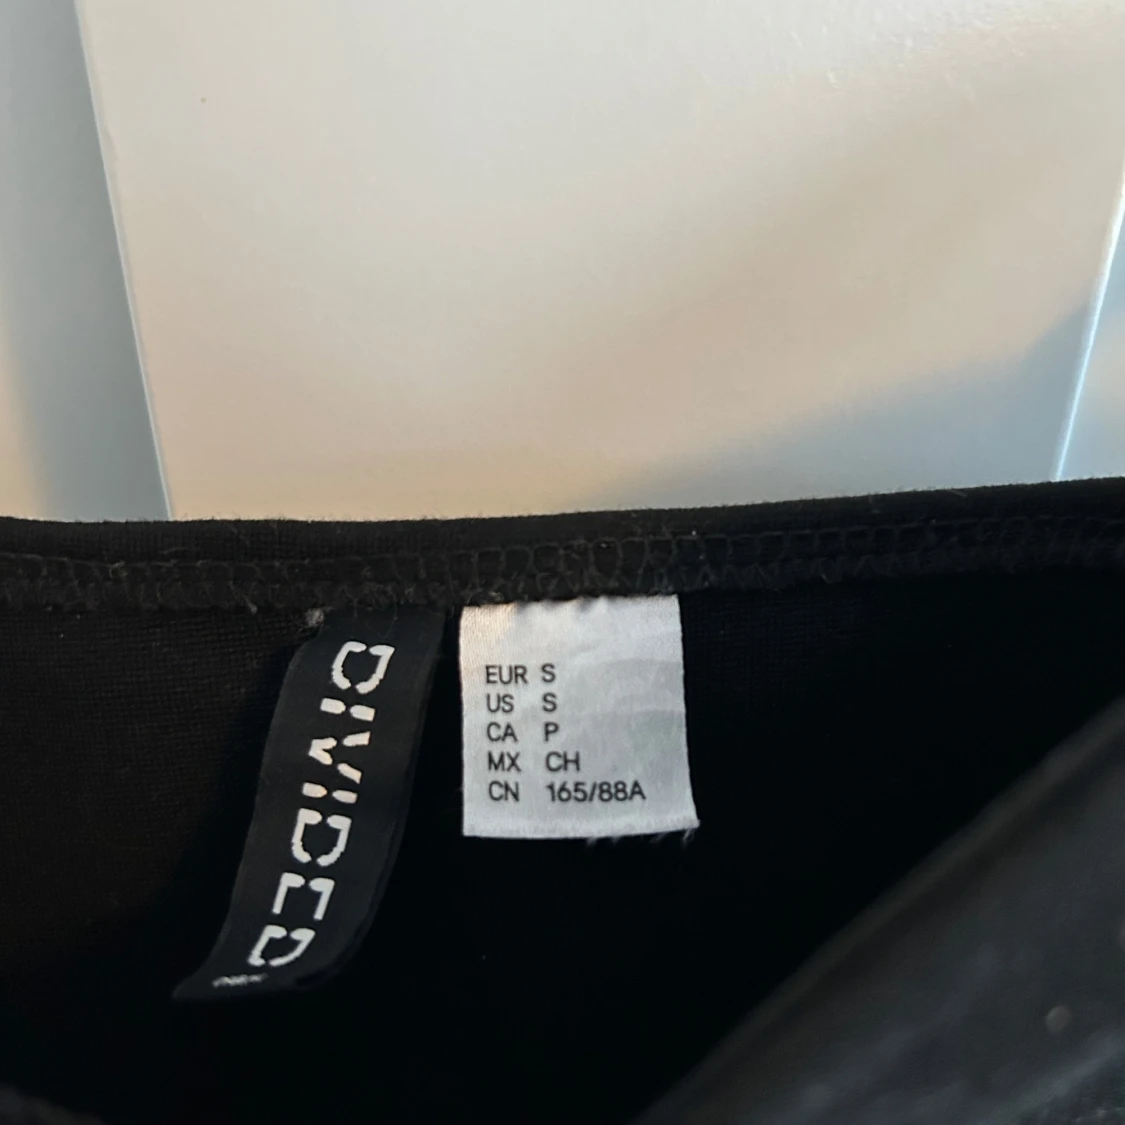 DIVIDED
EUR S
US S
CA P
MX CH
CN 165/88A